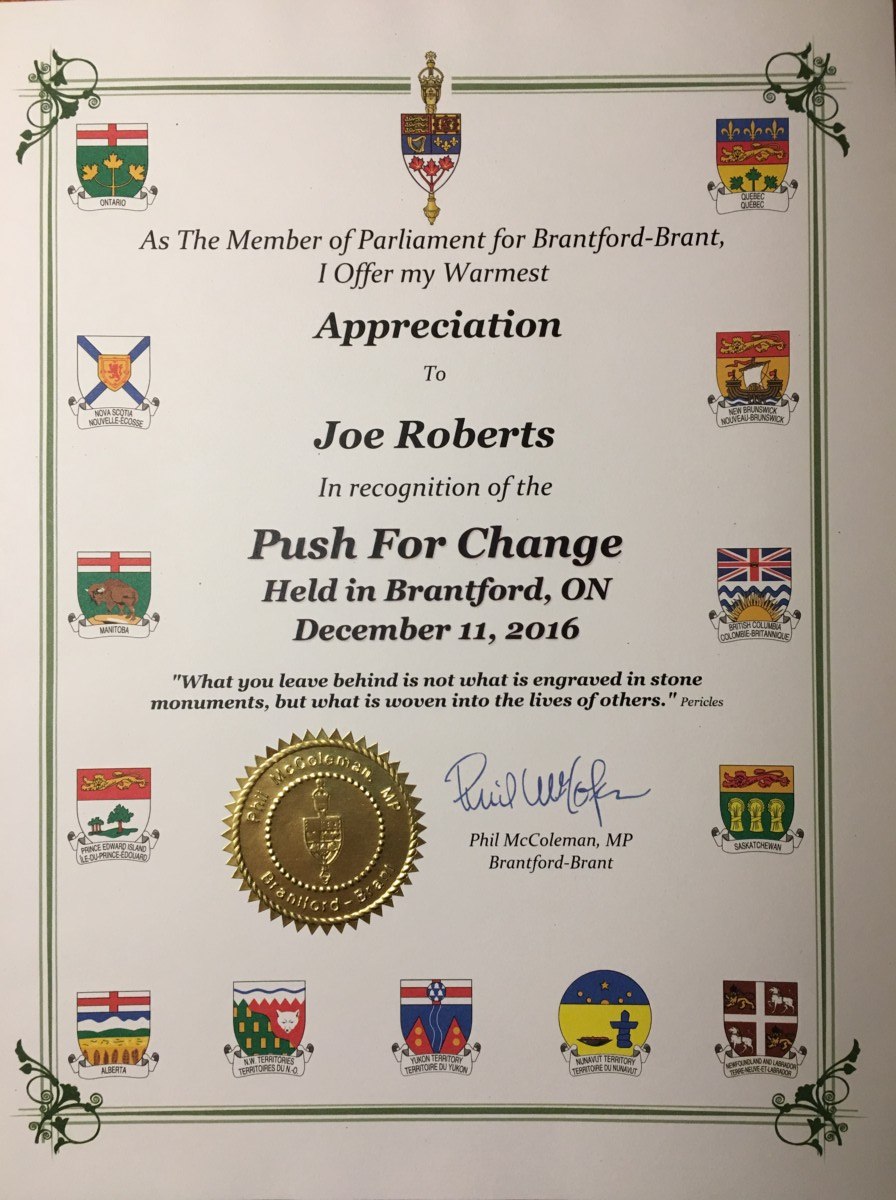 ONTARIO
QUEBEC
QUÉBEC
As The Member of Parliament for Brantford-Brant,
I Offer my Warmest
Appreciation
To
NOVA SCOTIA
NOUVELLE-ÉCOSSE
NEW BRUNSWICK
NOUVEAU-BRUNSWICK
Joe Roberts
In recognition of the
Push For Change
Held in Brantford, ON
December 11, 2016
MANITOBA
BRITISH COLUMBIA
COLOMBIE-BRITANNIQUE
"What you leave behind is not what is engraved in stone
monuments, but what is woven into the lives of others." Pericles
PRINCE EDWARD ISLAND
ÎLE-DU-PRINCE-ÉDOUARD
Phil McColeman, MP
Brantford-Brant
Phil McColeman, MP
Brantford-Brant
SASKATCHEWAN
ALBERTA
N.W. TERRITORIES
TERRITOIRES DU N.-O.
YUKON TERRITORY
TERRITOIRE DU YUKON
NUNAVUT TERRITORY
TERRITOIRE DU NUNAVUT
NEWFOUNDLAND AND LABRADOR
TERRE-NEUVE-ET-LABRADOR